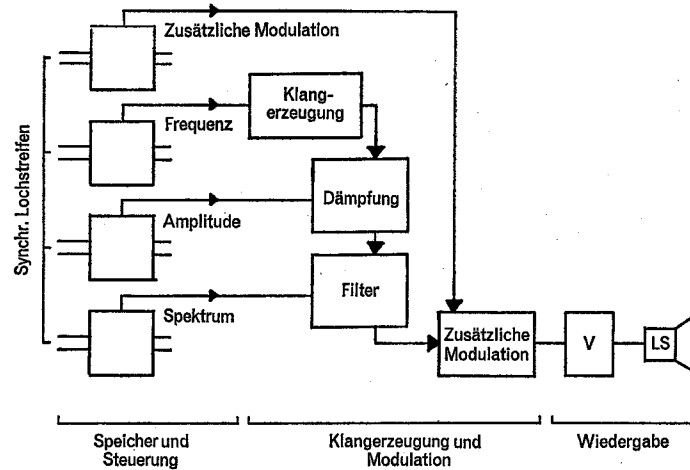 Zusätzliche Modulation
Klang-
erzeugung
Frequenz
Dämpfung
Amplitude
Filter
Spektrum
Zusätzliche
Modulation
V
LS
Synchr. Lochstreifen
Speicher und
Steuerung
Klangerzeugung und
Modulation
Wiedergabe